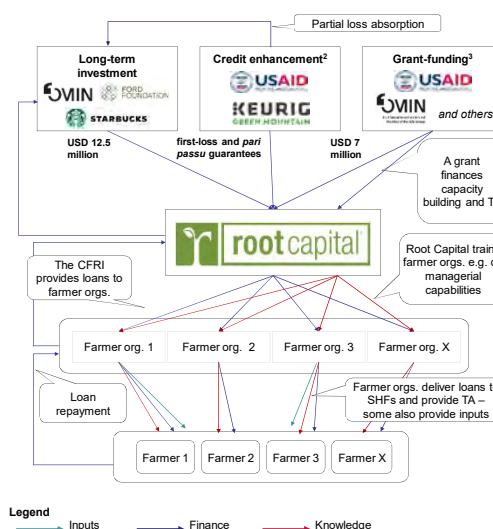 Partial loss absorption
Long-term
investment
FORD
FOUNDATION
STARBUCKS
USD 12.5
million
Credit enhancement2
USAID
KEURIG
GREEN MOUNTAIN
first-loss and pari
passu guarantees
Grant-funding3
USAID
and others
USD 7
million
A grant
finances
capacity
building and T
root capital
The CFRI
provides loans to
farmer orgs.
Root Capital train
farmer orgs. e.g. o
managerial
capabilities
Farmer org. 1
Farmer org. 2
Farmer org. 3
Farmer org. X
Loan
repayment
Farmer orgs. deliver loans t
SHFs and provide TA –
some also provide inputs
Farmer 1
Farmer 2
Farmer 3
Farmer X
Legend
Inputs
Finance
Knowledge